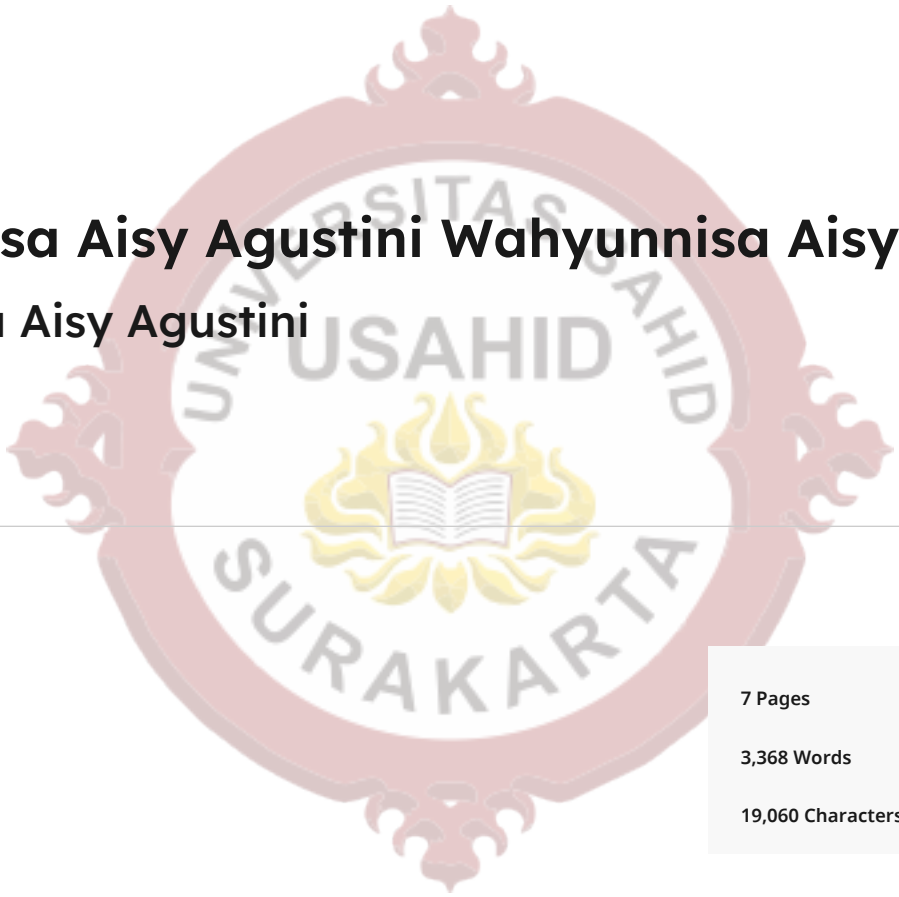 UNIVERSITAS SAHID
sa Aisy Agustini Wahyunnisa Aisy
Aisy Agustini
USAHID
SURAKARTA
7 Pages
3,368 Words
19,060 Characters